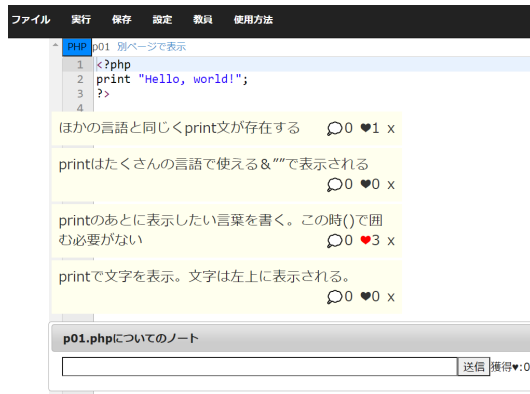 ファイル 実行 保存 設定 教員 使用方法
PHP p01 別ページで表示
1 <?php
2 print "Hello, world!";
3 ?>
4
ほかの言語と同じくprint文が存在する 0 ♥1 x
printはたくさんの言語で使える&””で表示される
0 ♥0 x
printのあとに表示したい言葉を書く。この時()で囲
む必要がない 0 ♥3 x
printで文字を表示。文字は左上に表示される。
0 ♥0 x
p01.phpについてのノート
送信 獲得♥:0